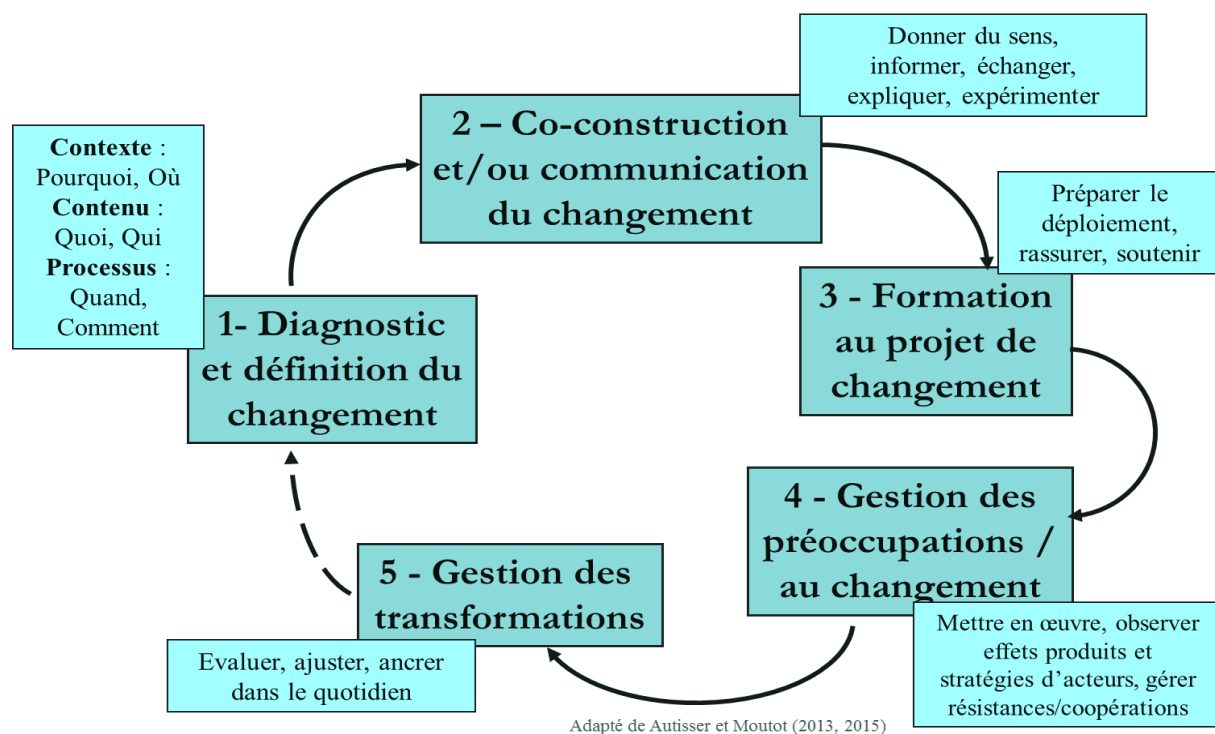 Contexte :
Pourquoi, Où
Contenu :
Quoi, Qui
Processus :
Quand,
Comment
1- Diagnostic
et définition du
changement
2 – Co-construction
et/ou communication
du changement
Donner du sens,
informer, échanger,
expliquer, expérimenter
Préparer le
déploiement,
rassurer, soutenir
3 - Formation
au projet de
changement
4 - Gestion des
préoccupations /
au changement
Mettre en œuvre, observer
effets produits et
stratégies d’acteurs, gérer
résistances/coopérations
5 - Gestion des
transformations
Evaluer, ajuster, ancrer
dans le quotidien
Adapté de Autisser et Moutot (2013, 2015)